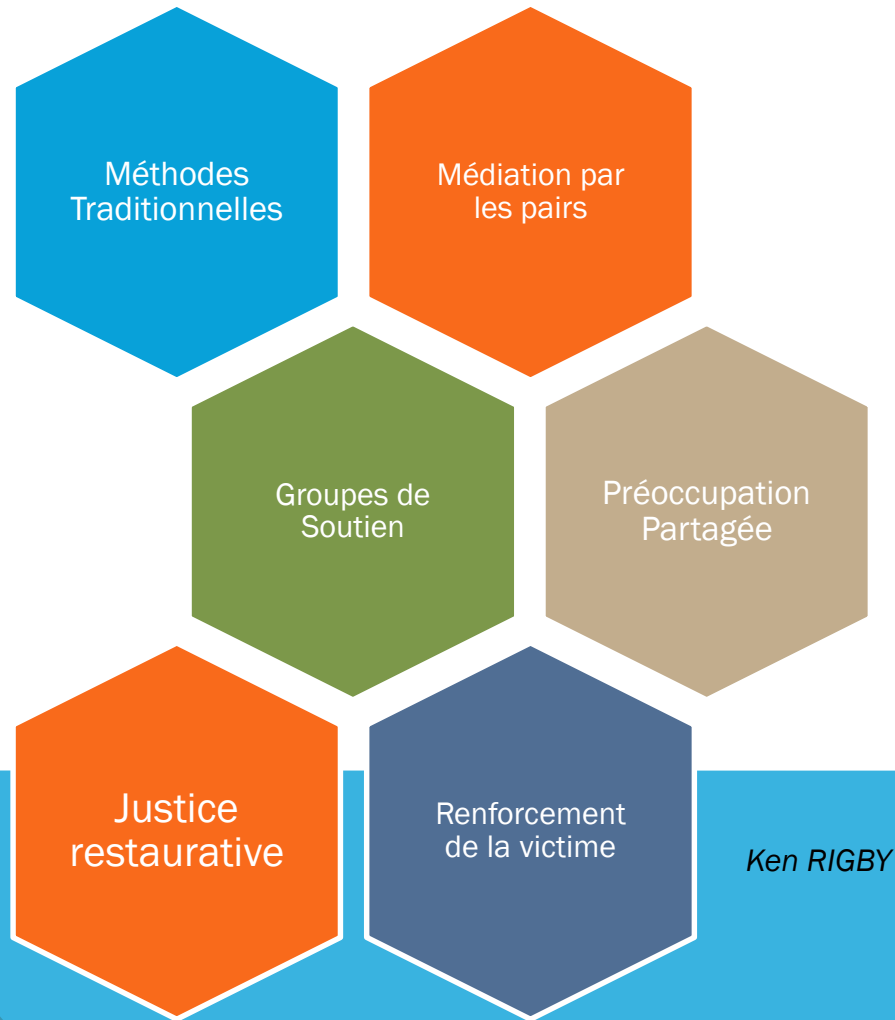 Méthodes
Traditionnelles
Médiation par
les pairs
Groupes de
Soutien
Préoccupation
Partagée
Justice
restaurative
Renforcement
de la victime
Ken RIGBY